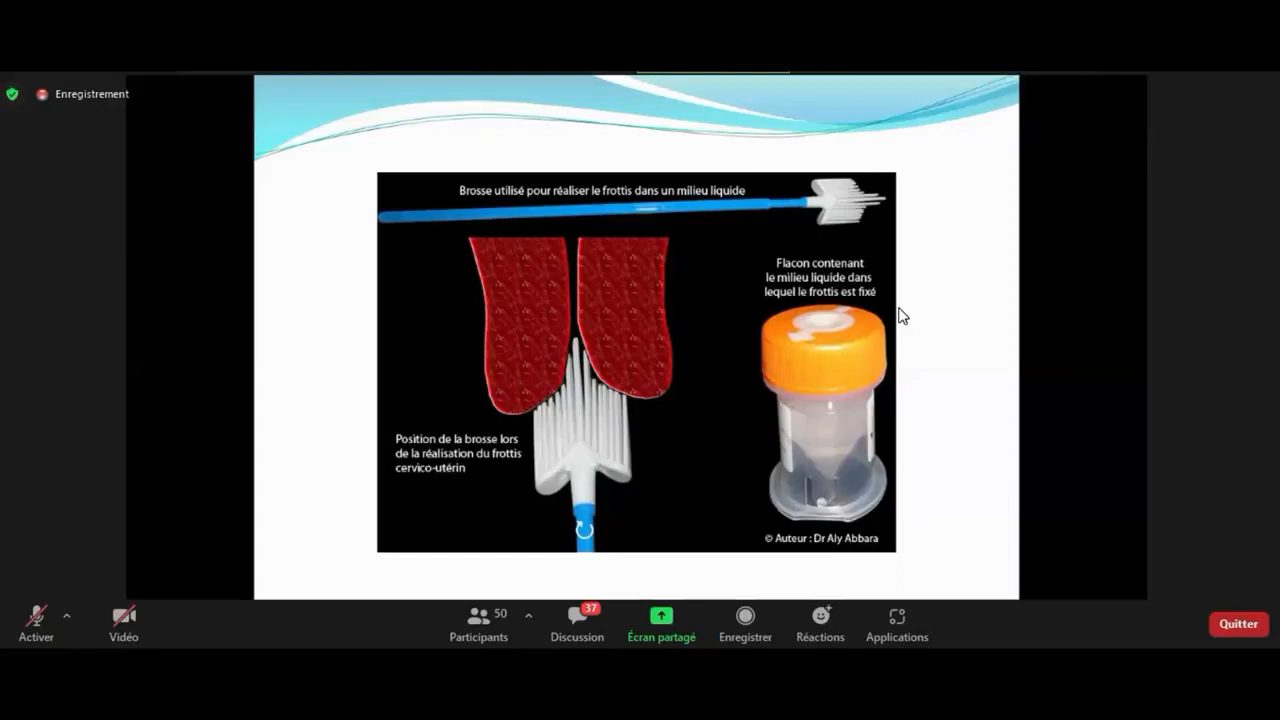 Enregistrement
Brosse utilisé pour réaliser le frottis dans un milieu liquide
Flacon contenant
le milieu liquide dans
lequel le frottis est fixé
Position de la brosse lors
de la réalisation du frottis
cervico-utérin
© Auteur : Dr Aly Abbara
50
37
Activer
Vidéo
Participants
Discussion
Écran partagé
Enregistrer
Réactions
Applications
Quitter